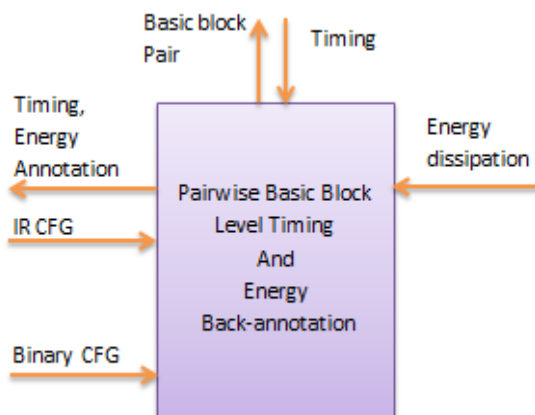 Basic block
Pair
Timing
Timing,
Energy
Annotation
Energy
dissipation
Pairwise Basic Block
Level Timing
And
Energy
Back-annotation
IR CFG
Binary CFG